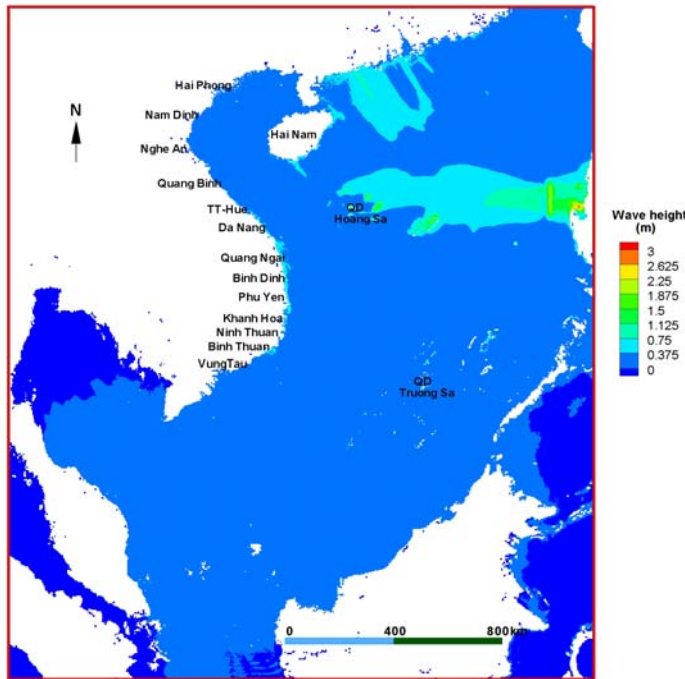 Hai Phong
N
Nam Dinh
Hai Nam
Nghe An
Quang Binh
QD
Hoang Sa
TT-Hue
Da Nang
Wave height
(m)
3
2.625
2.25
1.875
1.5
1.125
0.75
0.375
0
Quang Ngai
Binh Dinh
Phu Yen
Khanh Hoa
Ninh Thuan
Binh Thuan
VungTau
QD
Truong Sa
0 400 800km